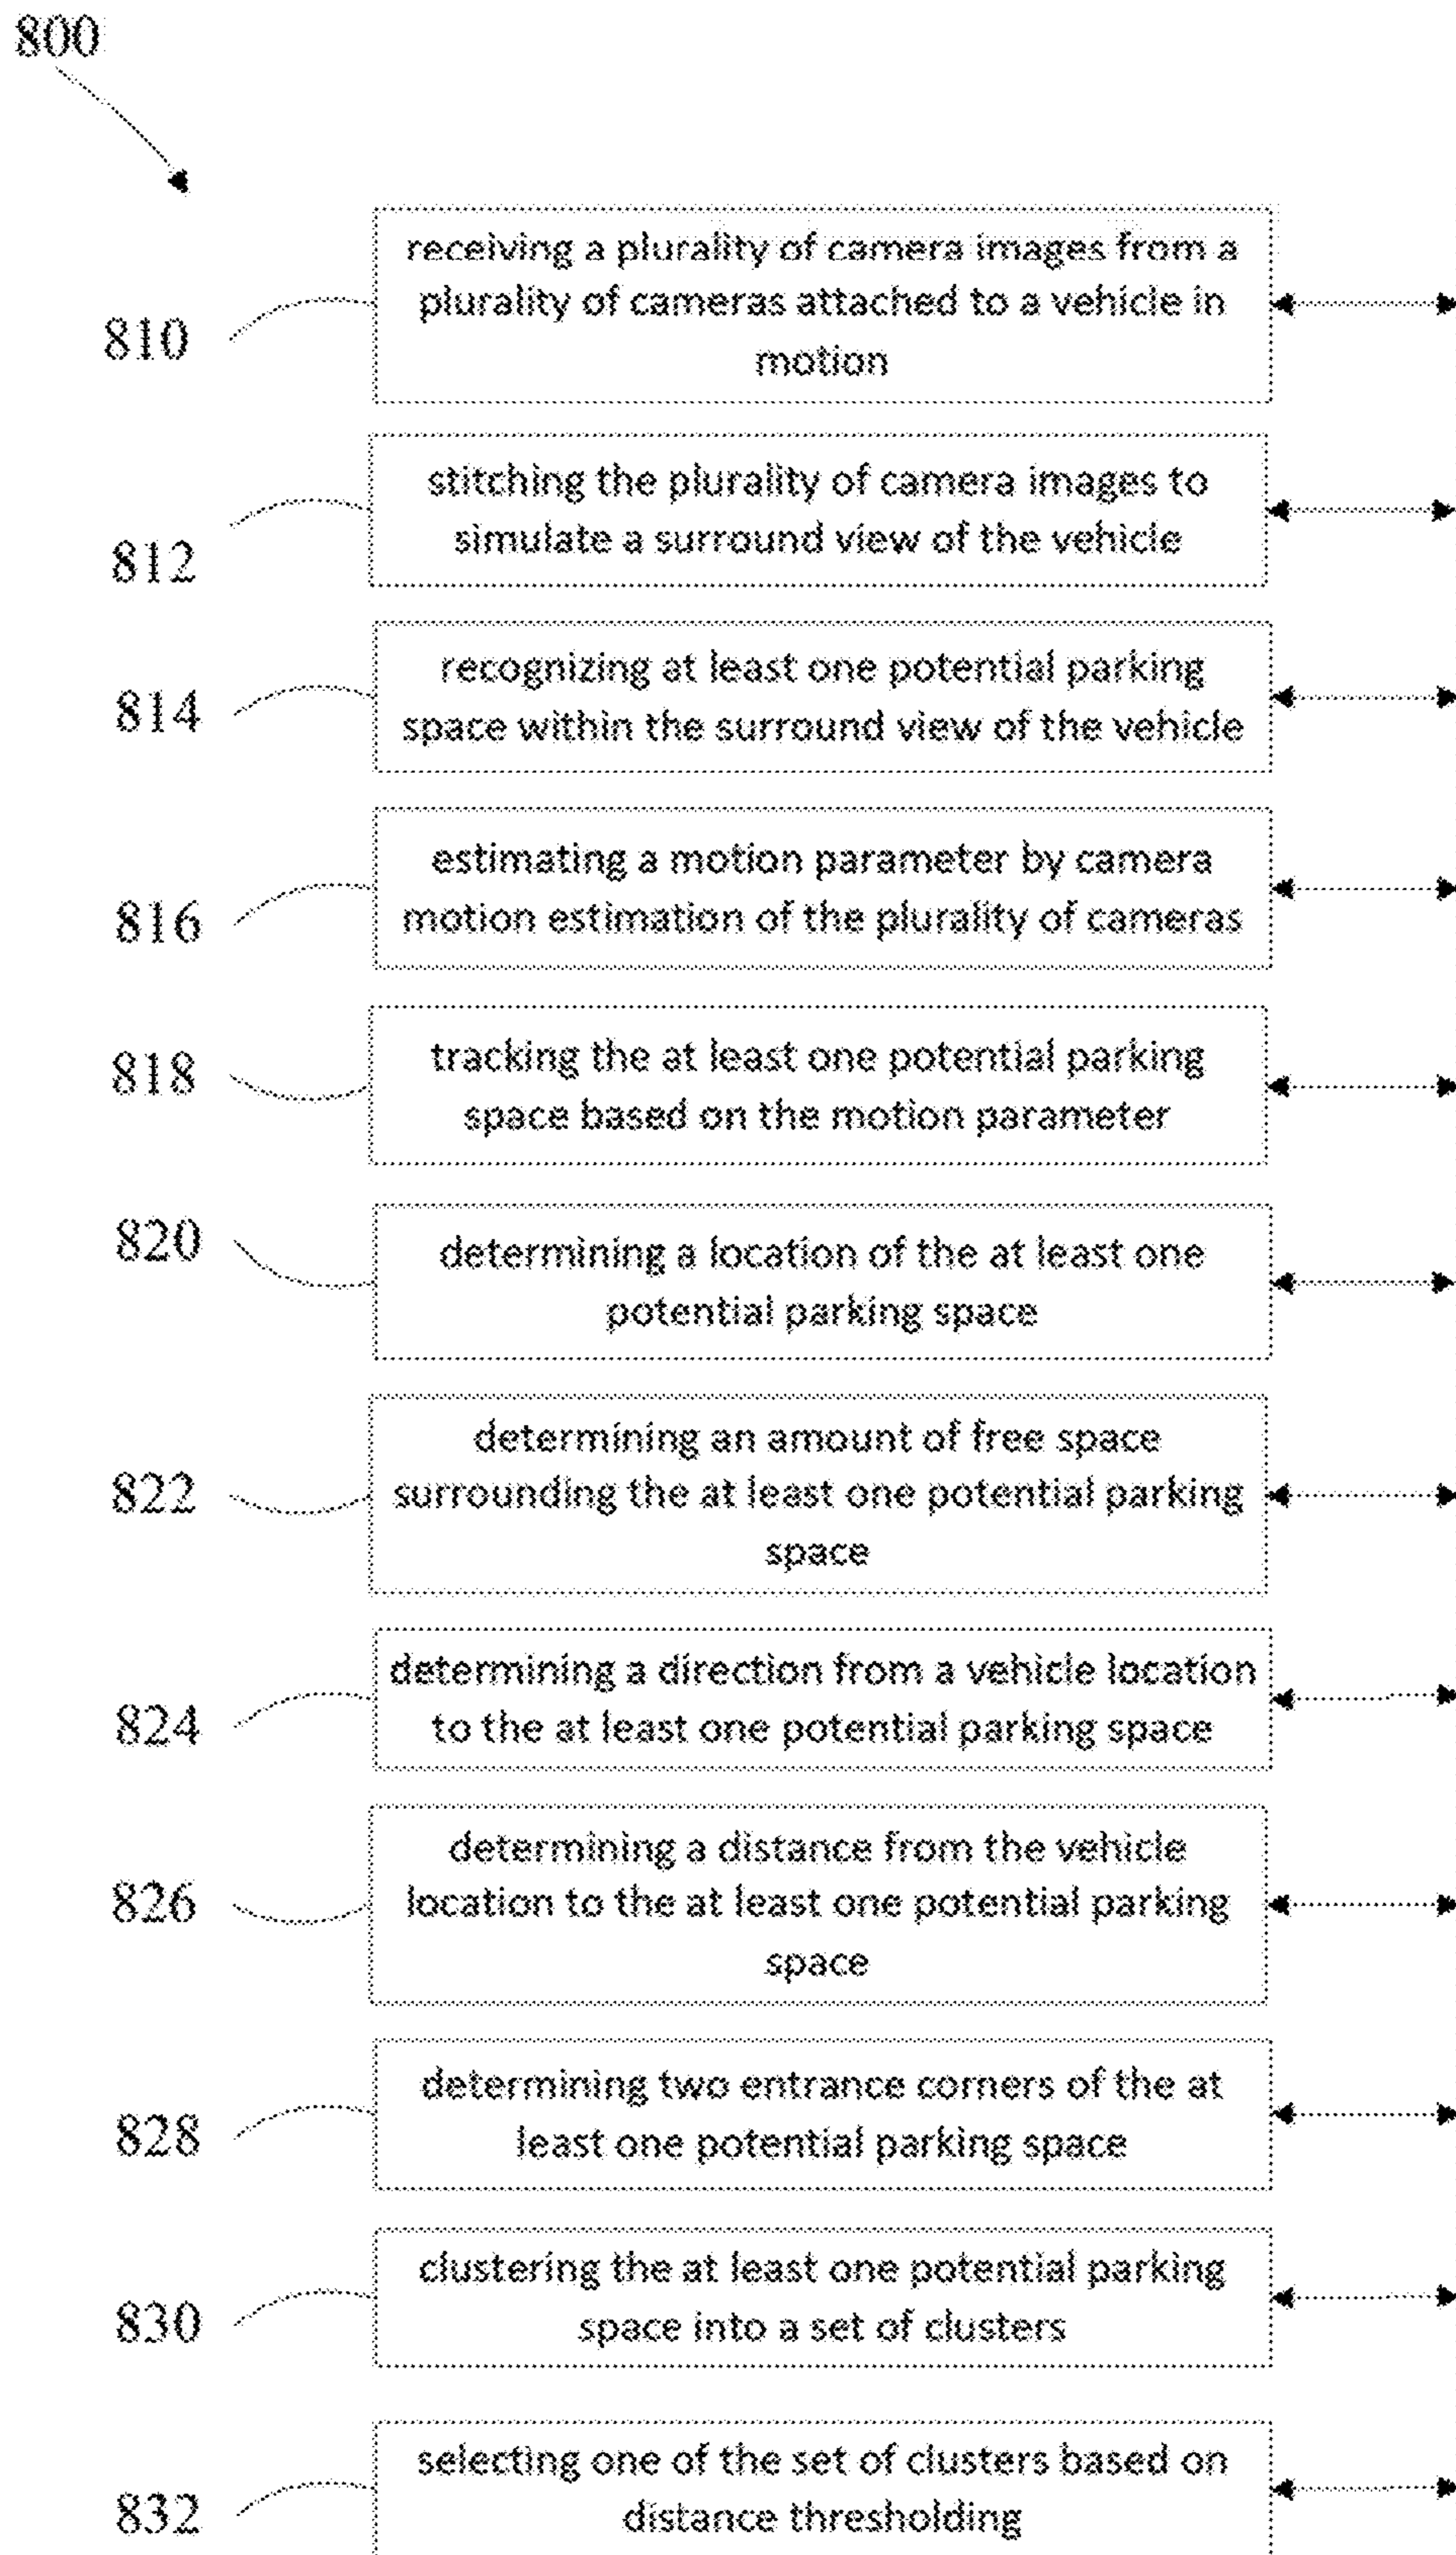 800
810
receiving a plurality of camera images from a
plurality of cameras attached to a vehicle in
motion
812
stitching the plurality of camera images to
simulate a surround view of the vehicle
814
recognizing at least one potential parking
space within the surround view of the vehicle
816
estimating a motion parameter by camera
motion estimation of the plurality of cameras
818
tracking the at least one potential parking
space based on the motion parameter
820
determining a location of the at least one
potential parking space
822
determining an amount of free space
surrounding the at least one potential parking
space
824
determining a direction from a vehicle location
to the at least one potential parking space
826
determining a distance from the vehicle
location to the at least one potential parking
space
828
determining two entrance corners of the at
least one potential parking space
830
clustering the at least one potential parking
space into a set of clusters
832
selecting one of the set of clusters based on
distance thresholding